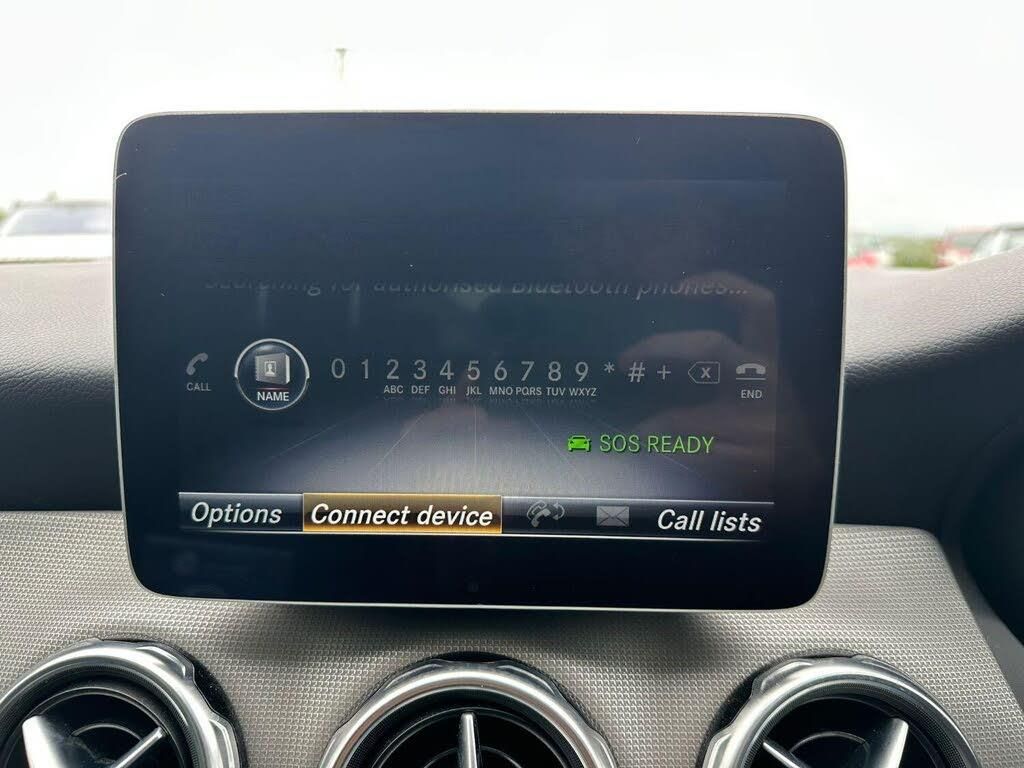 Searching for authorised Bluetooth phones...
0 1 2 3 4 5 6 7 8 9 * # +
X
ABC DEF GHI JKL MNO PQRS TUV WXYZ
CALL
NAME
END
SOS READY
Options Connect device Call lists